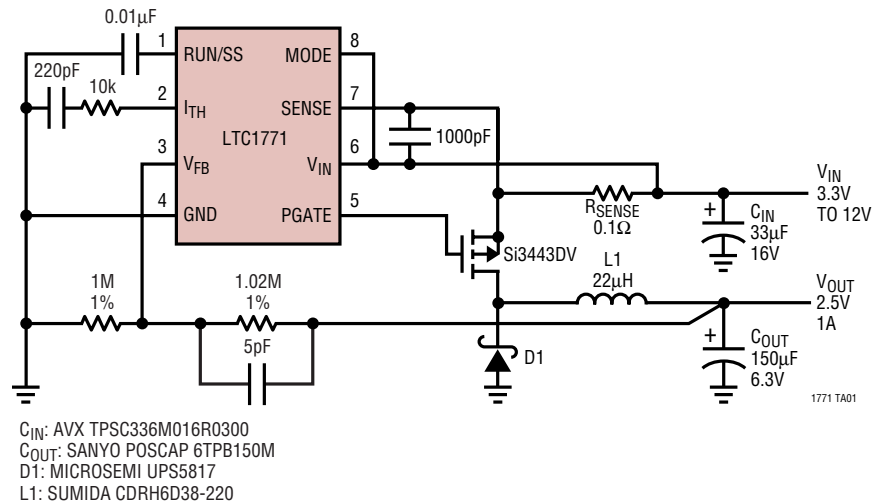 0.01µF
1
RUN/SS
MODE
8
220pF
10k
2
ITH
SENSE
7
LTC1771
1000pF
3
VFB
VIN
6
4
GND
PGATE
5
RSENSE
0.1Ω
VIN
3.3V
TO 12V
+
CIN
33µF
16V
Si3443DV
L1
22µH
1M
1%
1.02M
1%
5pF
D1
VOUT
2.5V
1A
+
COUT
150µF
6.3V
1771 TA01
CIN: AVX TPSC336M016R0300
COUT: SANYO POSCAP 6TPB150M
D1: MICROSEMI UPS5817
L1: SUMIDA CDRH6D38-220